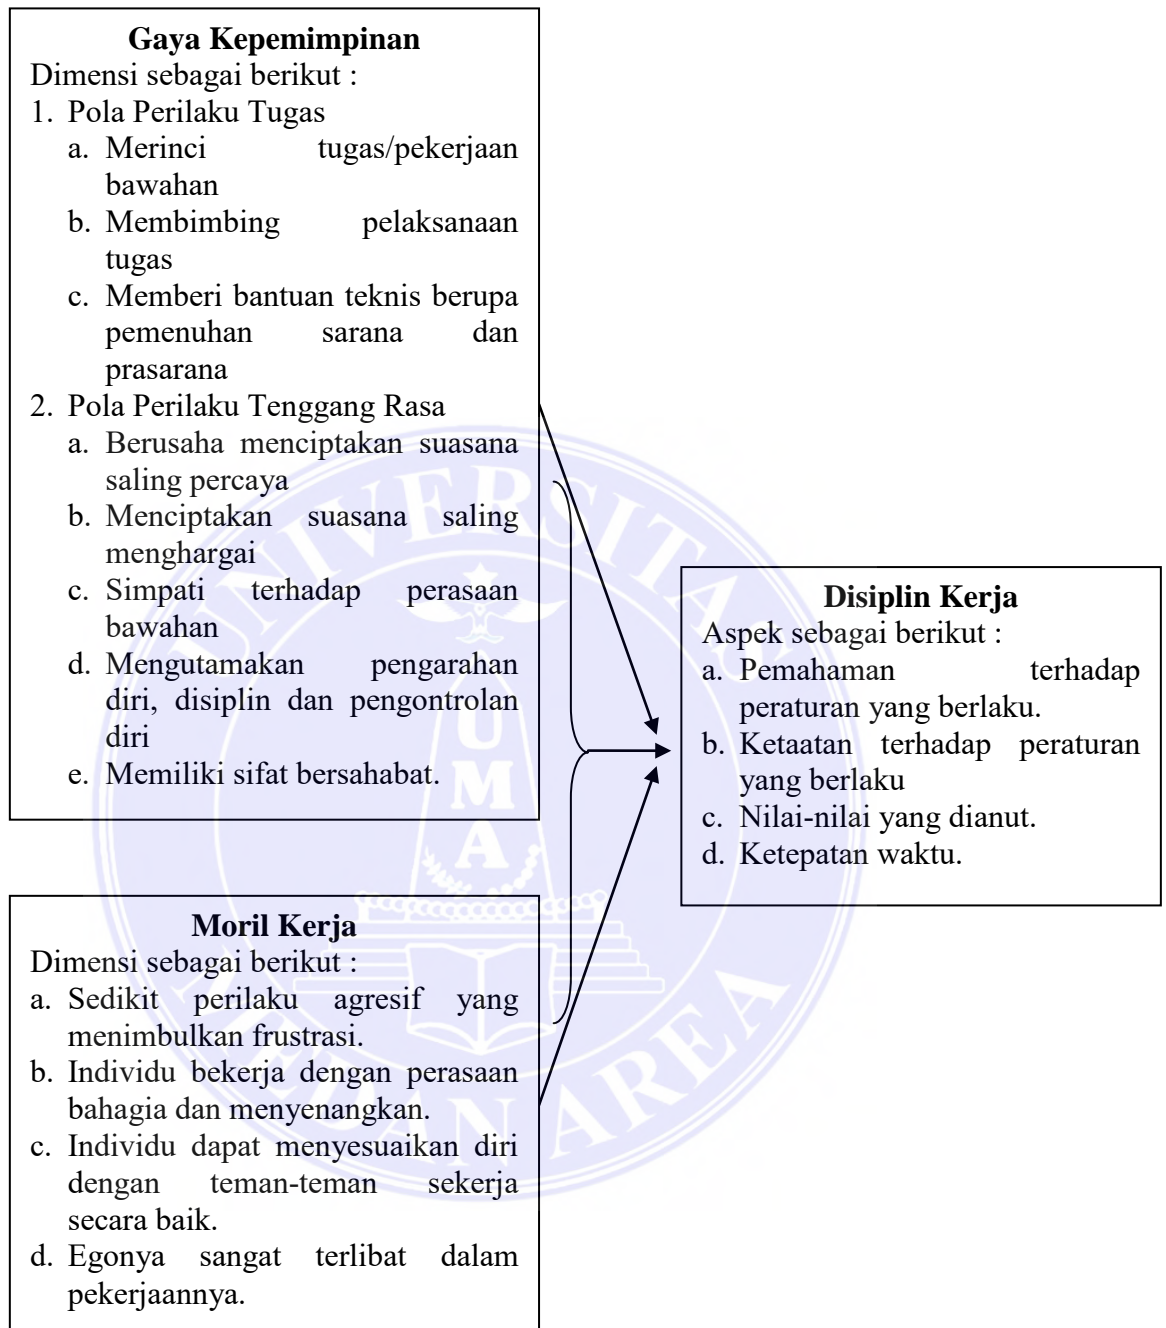 Gaya Kepemimpinan
Dimensi sebagai berikut :
1. Pola Perilaku Tugas
a. Merinci tugas/pekerjaan
bawahan
b. Membimbing pelaksanaan
tugas
c. Memberi bantuan teknis berupa
pemenuhan sarana dan
prasarana
2. Pola Perilaku Tenggang Rasa
a. Berusaha menciptakan suasana
saling percaya
b. Menciptakan suasana saling
menghargai
c. Simpati terhadap perasaan
bawahan
d. Mengutamakan pengarahan
diri, disiplin dan pengontrolan
diri
e. Memiliki sifat bersahabat.
Moril Kerja
Dimensi sebagai berikut :
a. Sedikit perilaku agresif yang
menimbulkan frustrasi.
b. Individu bekerja dengan perasaan
bahagia dan menyenangkan.
c. Individu dapat menyesuaikan diri
dengan teman-teman sekerja
secara baik.
d. Egonya sangat terlibat dalam
pekerjaannya.
Disiplin Kerja
Aspek sebagai berikut :
a. Pemahaman terhadap
peraturan yang berlaku.
b. Ketaatan terhadap peraturan
yang berlaku
c. Nilai-nilai yang dianut.
d. Ketepatan waktu.
UNIVERSITAS
MEDAN AREA
UMA